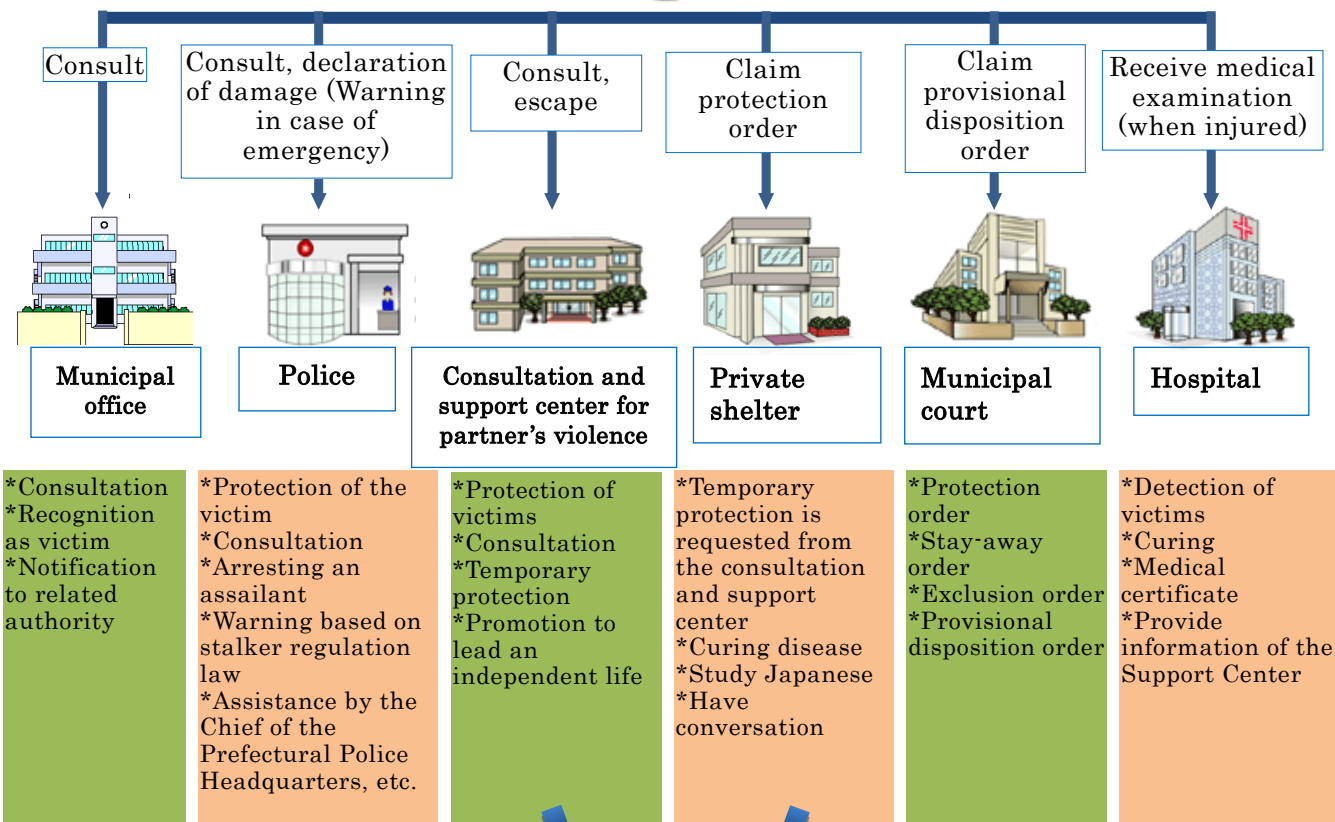 Consult
Consult, declaration
of damage (Warning
in case of
emergency)
Consult,
escape
Claim
protection
order
Claim
provisional
disposition
order
Receive medical
examination
(when injured)
Municipal
office
Police
Consultation and
support center for
partner's violence
Private
shelter
Municipal
court
Hospital
*Consultation
*Recognition
as victim
*Notification
to related
authority
*Protection of the
victim
*Consultation
*Arresting an
assailant
*Warning based on
stalker regulation
law
*Assistance by the
Chief of the
Prefectural Police
Headquarters, etc.
*Protection of
victims
*Consultation
*Temporary
protection
*Promotion to
lead an
independent life
*Temporary
protection is
requested from
the consultation
and support
center
*Curing disease
*Study Japanese
*Have
conversation
*Protection
order
*Stay-away
order
*Exclusion order
*Provisional
disposition order
*Detection of
victims
*Curing
*Medical
certificate
*Provide
information of the
Support Center